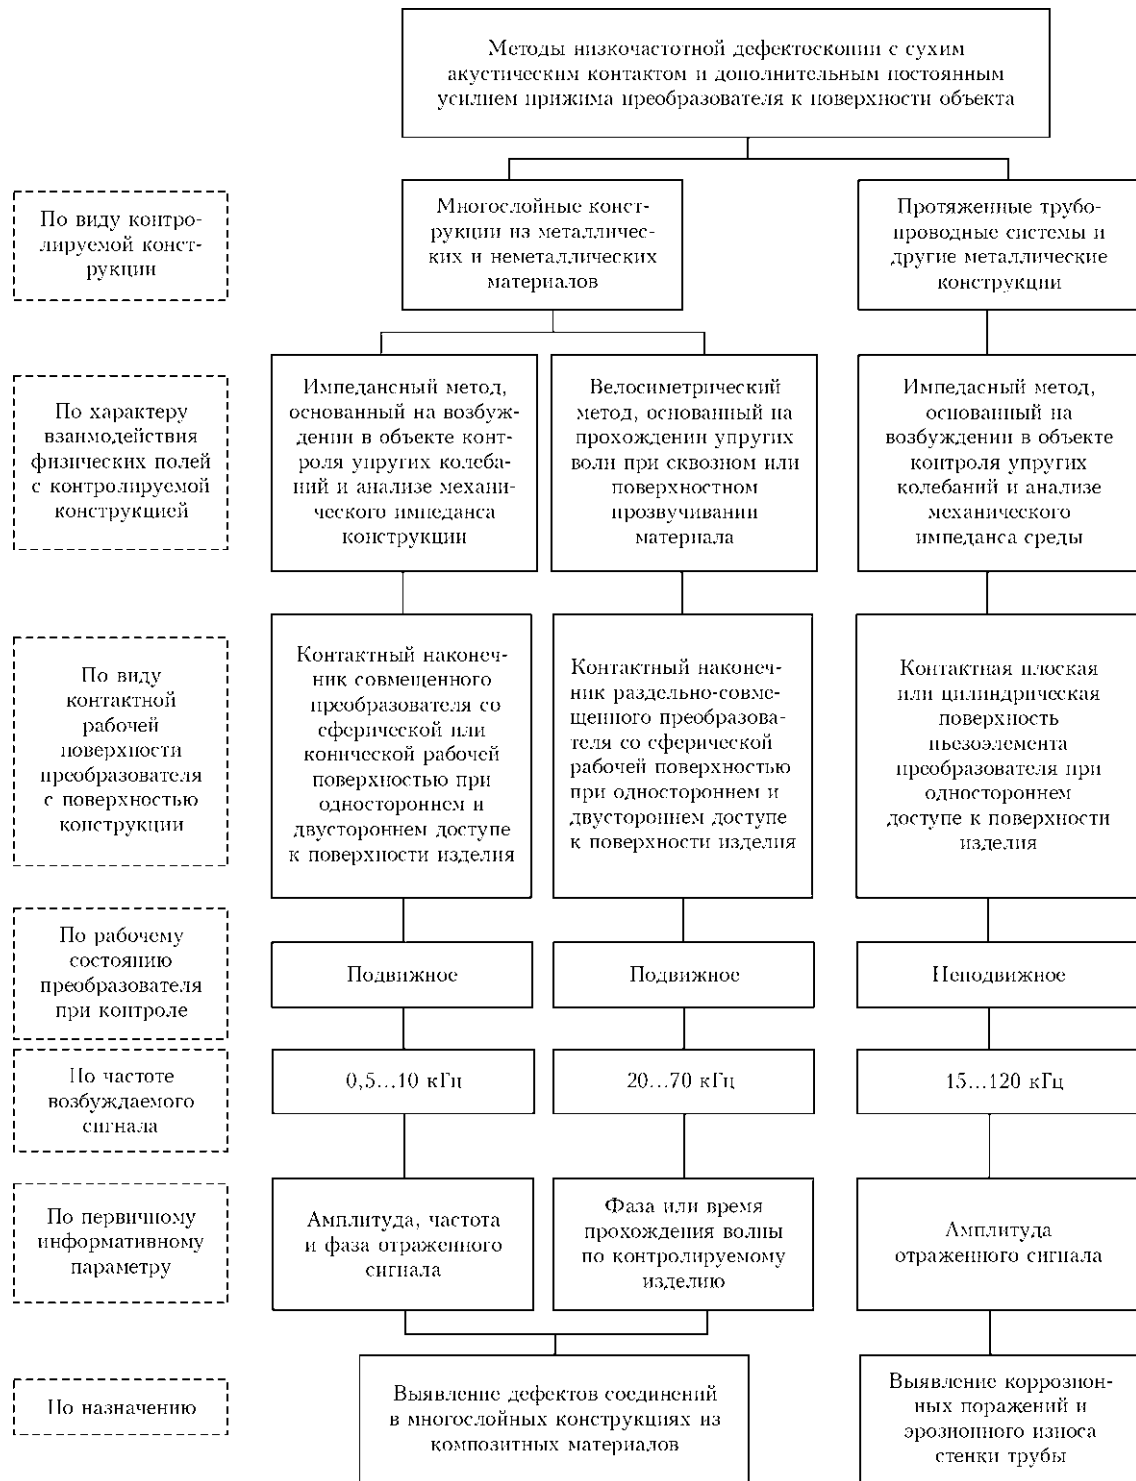 Методы низкочастотной дефектоскопии с сухим
акустическим контактом и дополнительным постоянным
усилием прижима преобразователя к поверхности объекта
По виду контро-
лируемой конст-
рукции
Многослойные конст-
рукции из металличес-
ких и неметаллических
материалов
Протяженные трубо-
проводные системы и
другие металлические
конструкции
По характеру
взаимодействия
физических полей
с контролируемой
конструкцией
Импедансный метод,
основанный на возбуж-
дении в объекте конт-
роля упругих колеба-
ний и анализе механи-
ческого импеданса
конструкции
Велосиметрический
метод, основанный на
прохождении упругих
волн при сквозном или
поверхностном
прозвучивании
материала
Импедасный метод,
основанный на
возбуждении в объекте
контроля упругих
колебаний и анализе
механического
импеданса среды
По виду
контактной
рабочей
поверхности
преобразователя
с поверхностью
конструкции
Контактный наконеч-
ник совмещенного
преобразователя со
сферической или
конической рабочей
поверхностью при
одностороннем и
двустороннем доступе
к поверхности изделия
Контактный наконеч-
ник раздельно-совме-
щенного преобразова-
теля со сферической
рабочей поверхностью
при одностороннем и
двустороннем доступе
к поверхности изделия
Контактная плоская
или цилиндрическая
поверхность
пьезоэлемента
преобразователя при
одностороннем
доступе к поверхности
изделия
По рабочему
состоянию
преобразователя
при контроле
Подвижное
Подвижное
Неподвижное
По частоте
возбуждаемого
сигнала
0,5...10 кГц
20...70 кГц
15...120 кГц
По первичному
информативному
параметру
Амплитуда, частота
и фаза отраженного
сигнала
Фаза или время
прохождения волны
по контролируемому
изделию
Амплитуда
отраженного сигнала
По назначению
Выявление дефектов соединений
в многослойных конструкциях из
композитных материалов
Выявление коррозион-
ных поражений и
эрозионного износа
стенки трубы